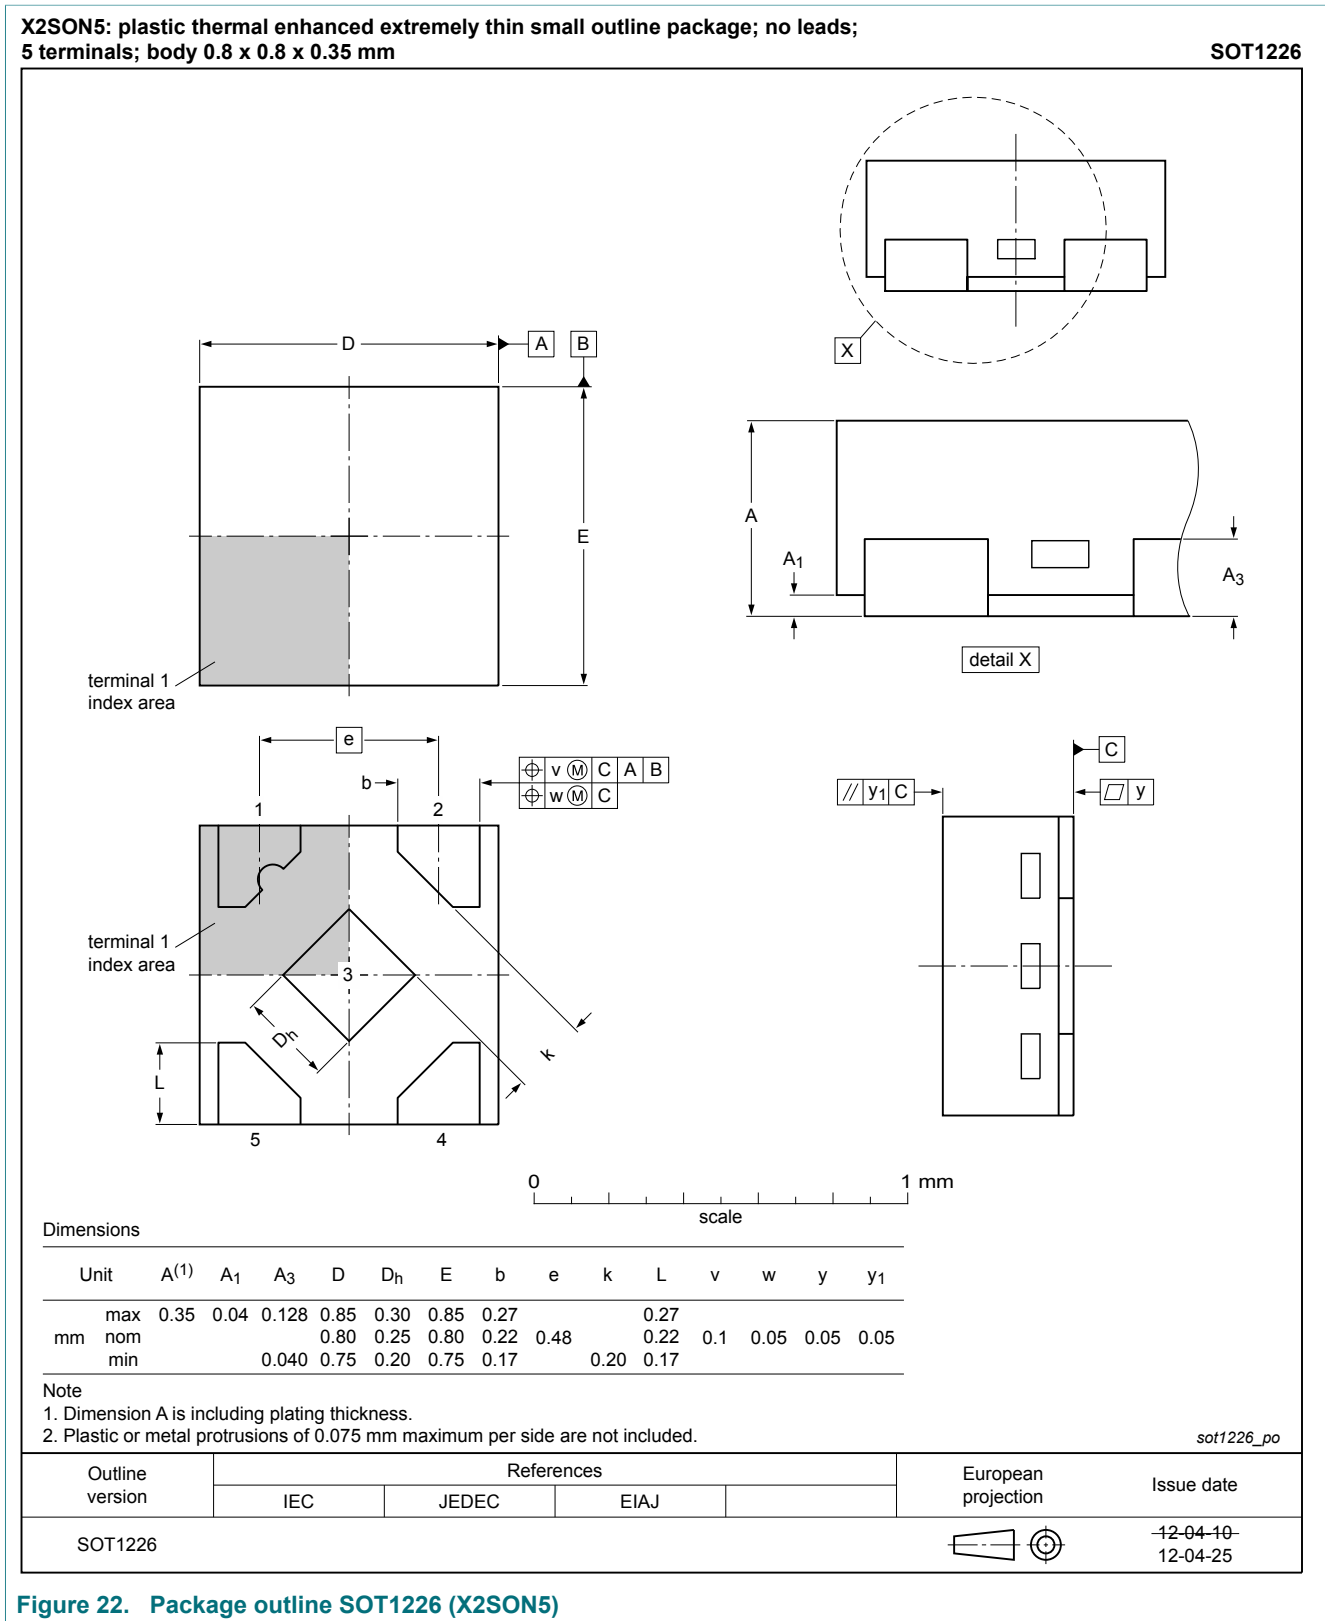 X2SON5: plastic thermal enhanced extremely thin small outline package; no leads;
5 terminals; body 0.8 x 0.8 x 0.35 mm SOT1226
X
D A B
E
terminal 1
index area
A
A1
A3
detail X
e
b
v M C A B
w M C
1 2
terminal 1
index area
3
Dh
k
L
5 4
C
// y1 C
y
0 1 mm
scale
Dimensions
Unit A(1) A1 A3 D Dh E b e k L v w y y1
max 0.35 0.04 0.128 0.85 0.30 0.85 0.27 0.27
mm nom 0.80 0.25 0.80 0.22 0.48 0.22 0.1 0.05 0.05 0.05
min 0.040 0.75 0.20 0.75 0.17 0.20 0.17
Note
1. Dimension A is including plating thickness.
2. Plastic or metal protrusions of 0.075 mm maximum per side are not included.
sot1226_po
Outline
version
References
IEC JEDEC EIAJ
European
projection
Issue date
SOT1226
12-04-10
12-04-25
Figure 22. Package outline SOT1226 (X2SON5)